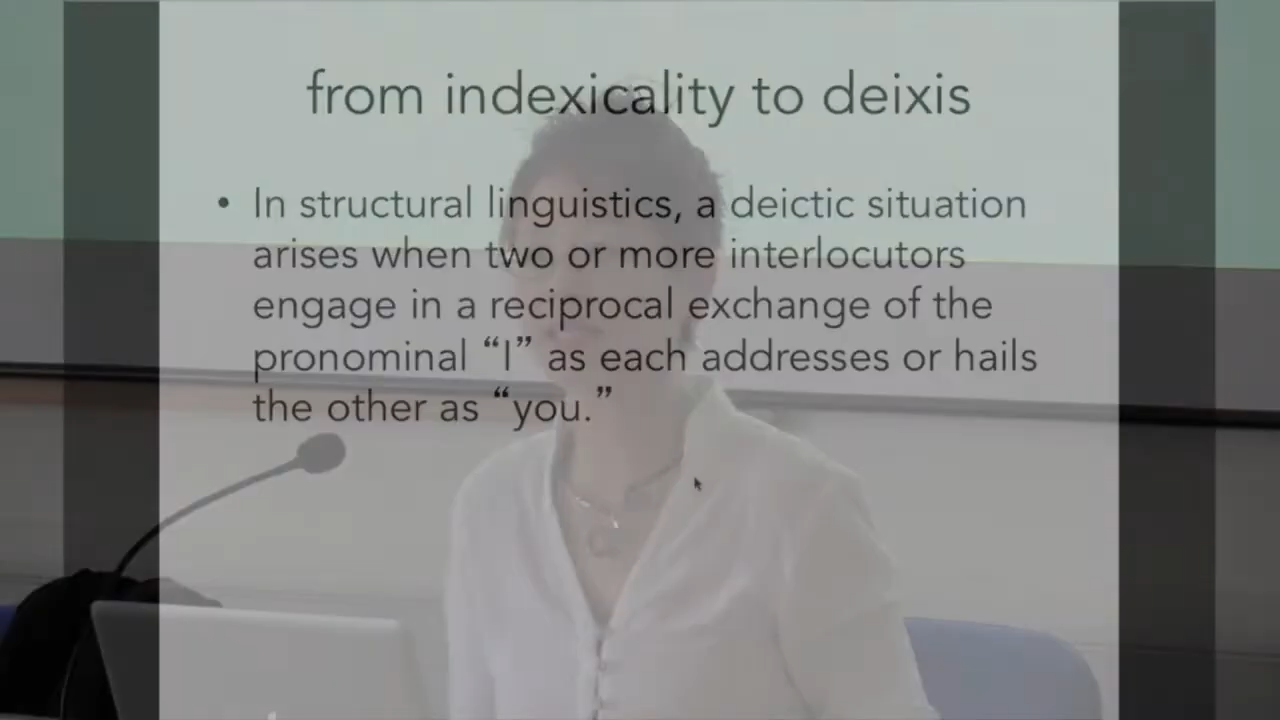 from indexicality to deixis
• In structural linguistics, a deictic situation
arises when two or more interlocutors
engage in a reciprocal exchange of the
pronominal “I” as each addresses or hails
the other as “you.”